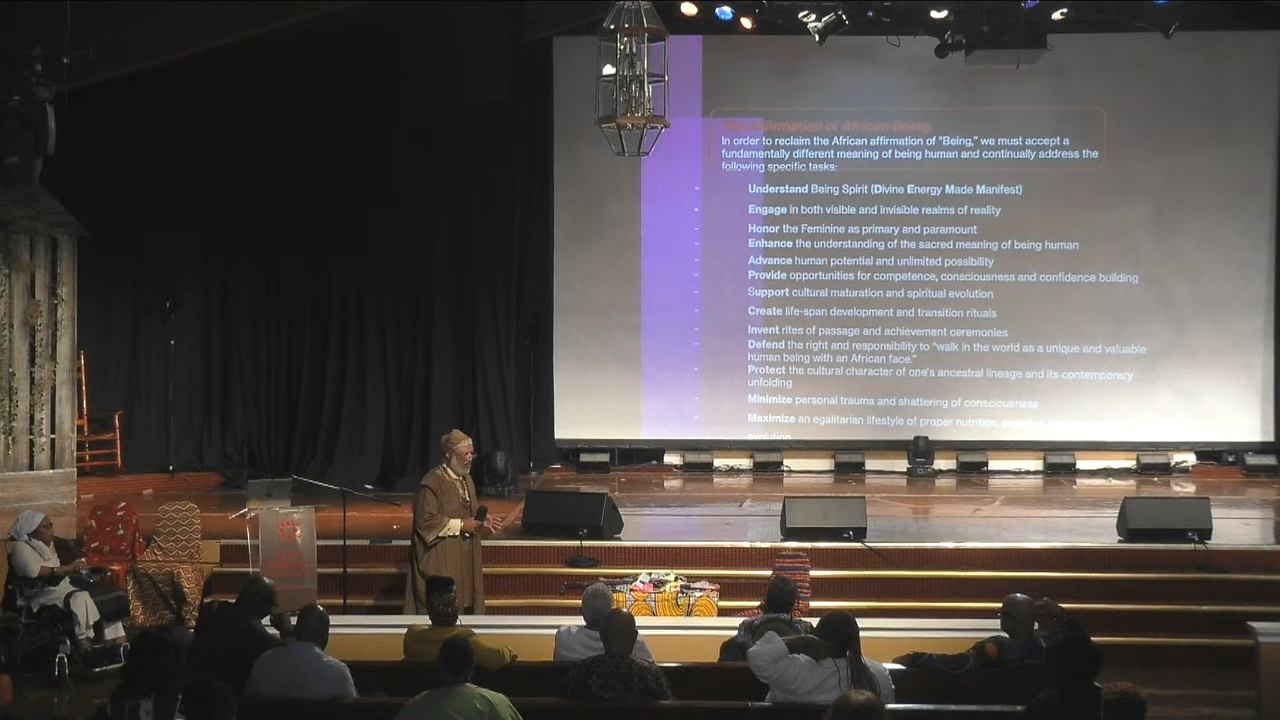 The Affirmation of African Being.
In order to reclaim the African affirmation of "Being," we must accept a
fundamentally different meaning of being human and continually address the
following specific tasks:
- Understand Being Spirit (Divine Energy Made Manifest)
- Engage in both visible and invisible realms of reality
- Honor the Feminine as primary and paramount
- Enhance the understanding of the sacred meaning of being human
- Advance human potential and unlimited possibility
- Provide opportunities for competence, consciousness and confidence building
- Support cultural maturation and spiritual evolution
- Create life-span development and transition rituals
- Invent rites of passage and achievement ceremonies
- Defend the right and responsibility to "walk in the world as a unique and valuable
human being with an African face."
- Protect the cultural character of one's ancestral lineage and its contemporary
unfolding
- Minimize personal trauma and shattering of consciousness
- Maximize an egalitarian lifestyle of proper nutrition,
evolution